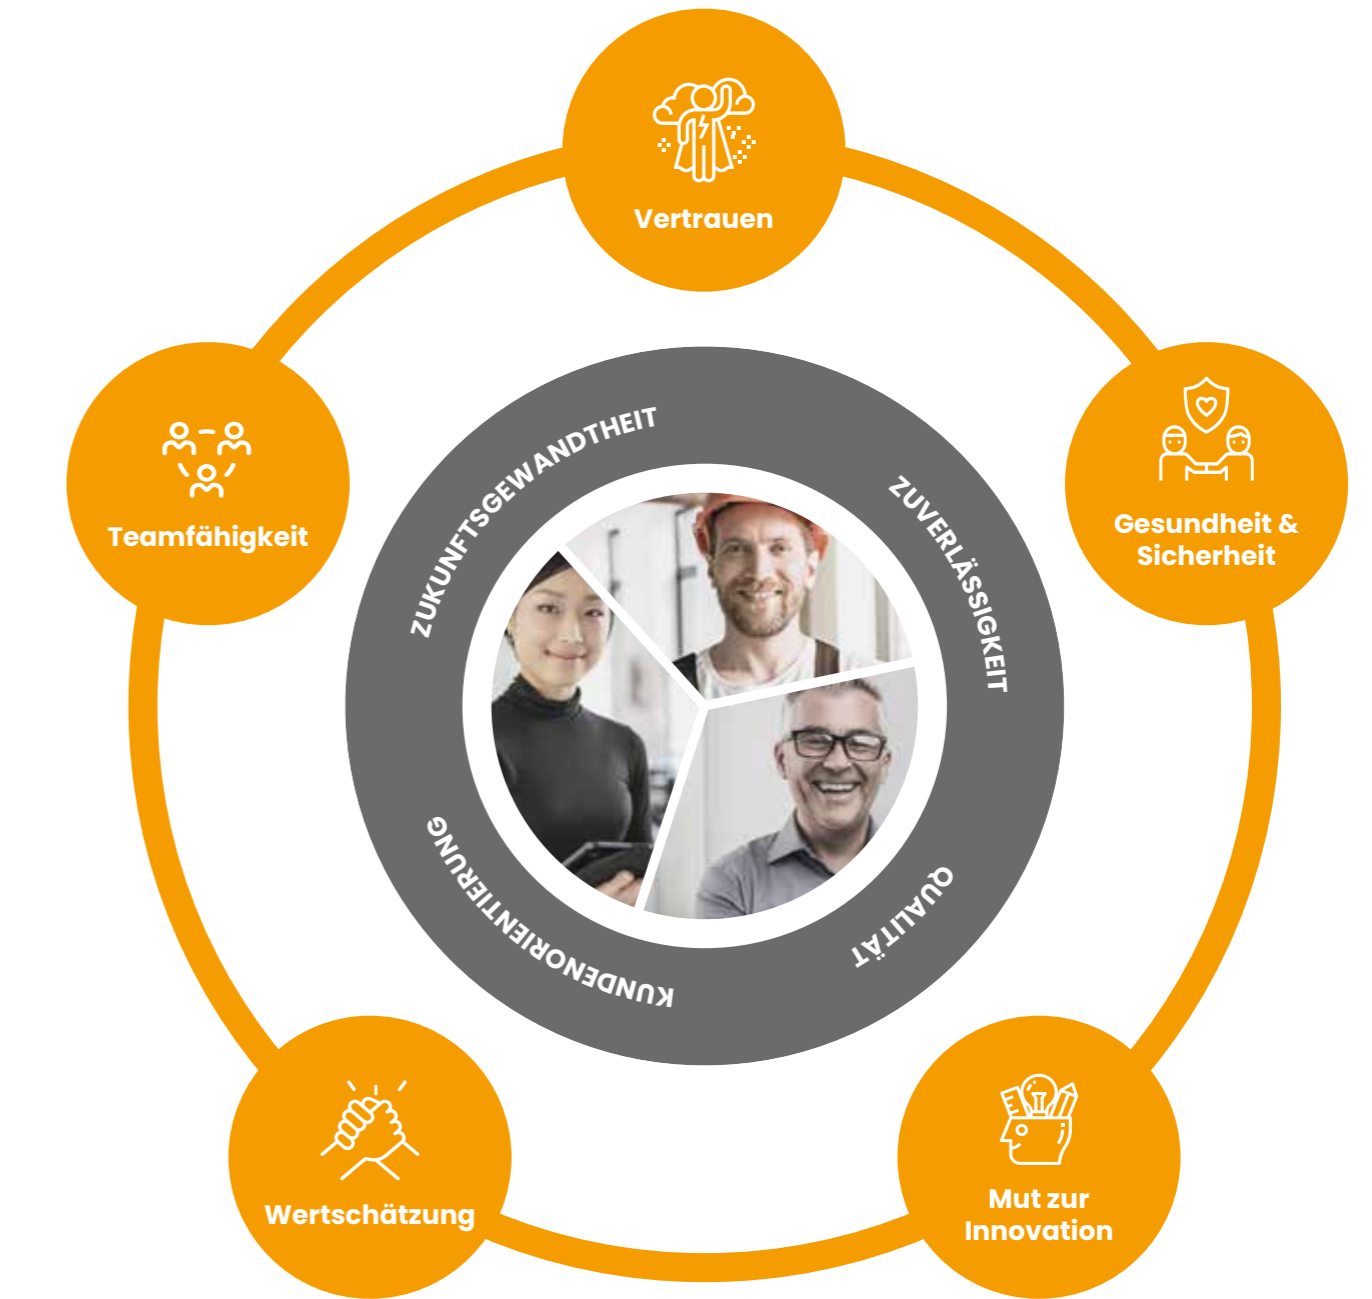 Vertrauen
Teamfähigkeit
Gesundheit &
Sicherheit
ZUKUNFTSGEWANDTHEIT
ZUVERLÄSSIGKEIT
KUNDENORIENTIERUNG
QUALITÄT
Wertschätzung
Mut zur
Innovation